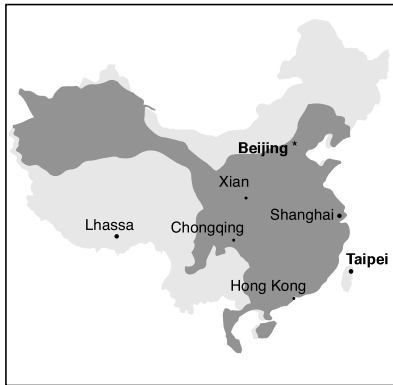 Beijing
Xian
Shanghai
Lhassa
Chongqing
Taipei
Hong Kong